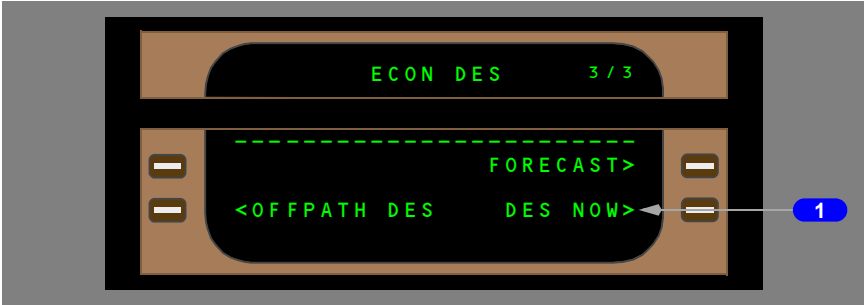 ECON DES 3/3
------------------------
FORECAST>
<OFFPATH DES DES NOW>
1